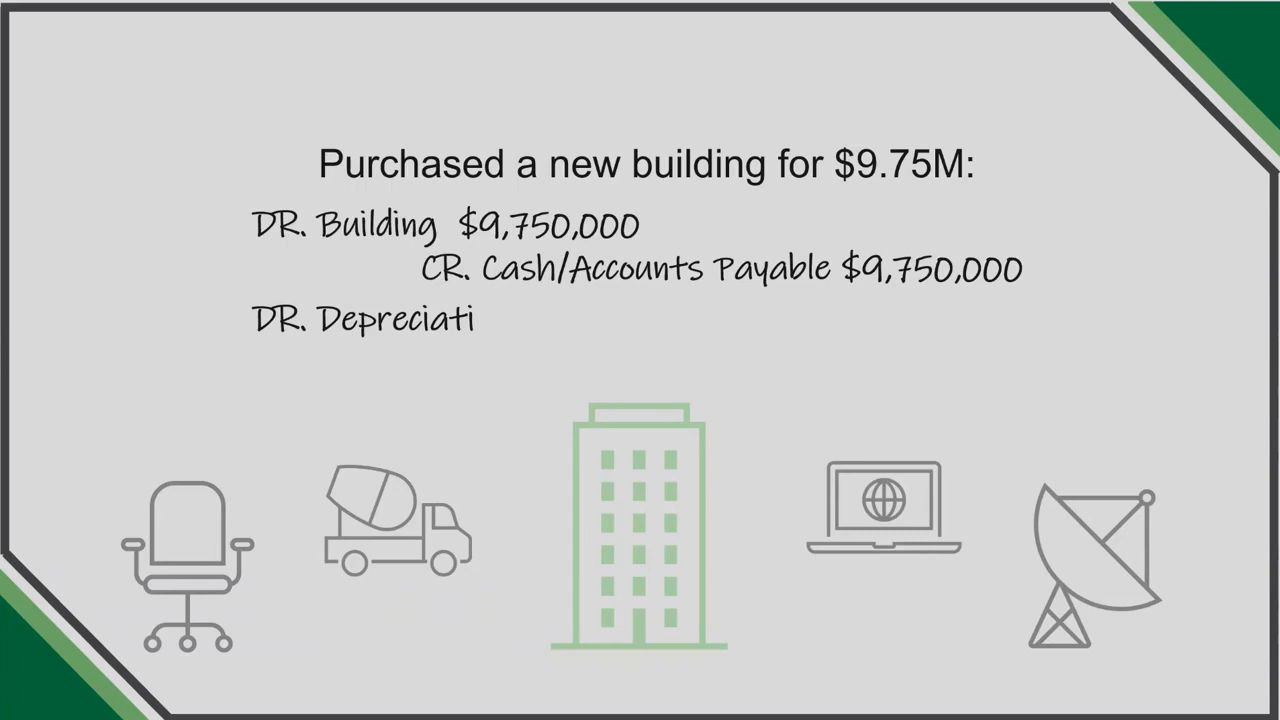 Purchased a new building for $9.75M:
DR. Building $9,750,000
CR. Cash/Accounts Payable $9,750,000
DR. Depreciati